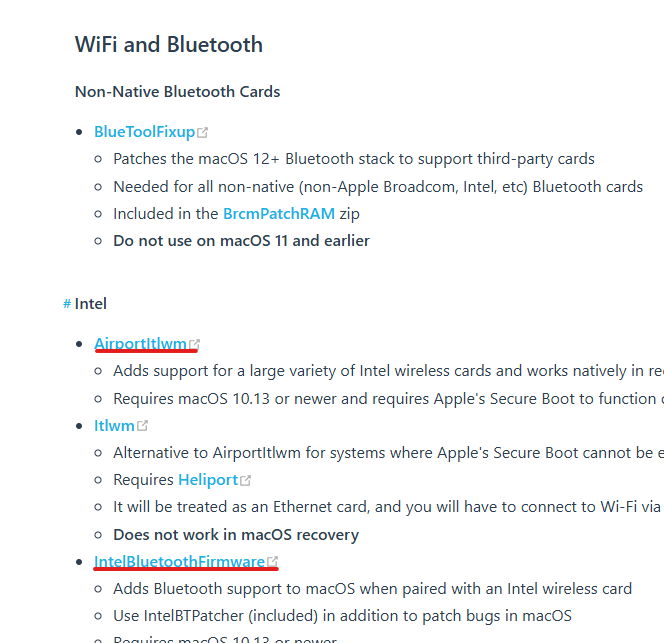 WiFi and Bluetooth
Non-Native Bluetooth Cards
BlueToolFixup
Patches the macOS 12+ Bluetooth stack to support third-party cards
Needed for all non-native (non-Apple Broadcom, Intel, etc) Bluetooth cards
Included in the BrcmPatchRAM zip
Do not use on macOS 11 and earlier
# Intel
AirportItlwm
Adds support for a large variety of Intel wireless cards and works natively in
Requires macOS 10.13 or newer and requires Apple's Secure Boot to function
Itlwm
Alternative to AirportItlwm for systems where Apple's Secure Boot cannot be
Requires Heliport
It will be treated as an Ethernet card, and you will have to connect to Wi-Fi via
Does not work in macOS recovery
IntelBluetoothFirmware
Adds Bluetooth support to macOS when paired with an Intel wireless card
Use IntelBTPatcher (included) in addition to patch bugs in macOS
Requires macOS 10.13 or newer